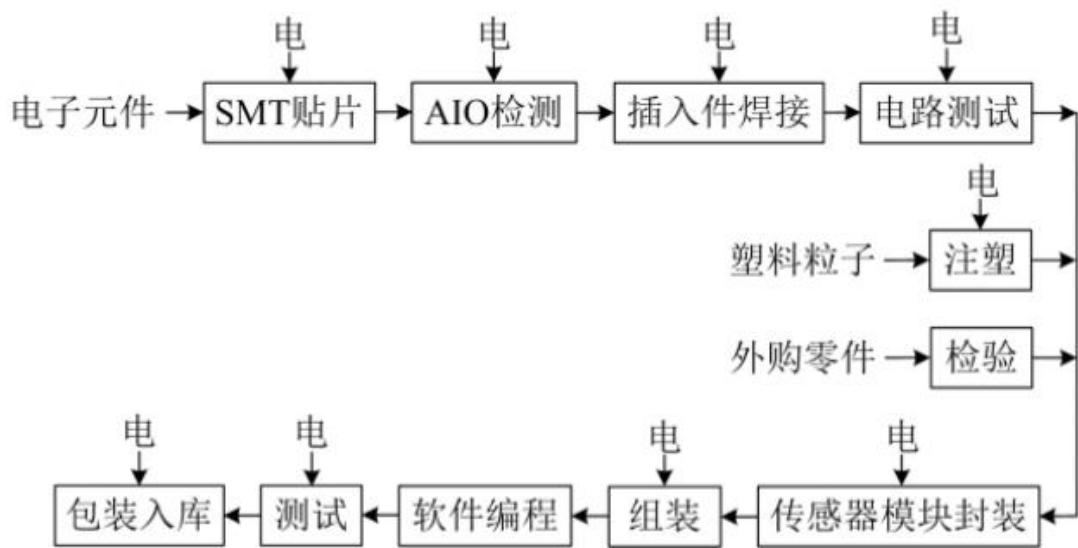 电 电 电 电
电子元件 SMT贴片 AIO检测 插入件焊接 电路测试
电
塑料粒子 注塑
外购零件 检验
电 电 电 电
包装入库 测试 软件编程 组装 传感器模块封装